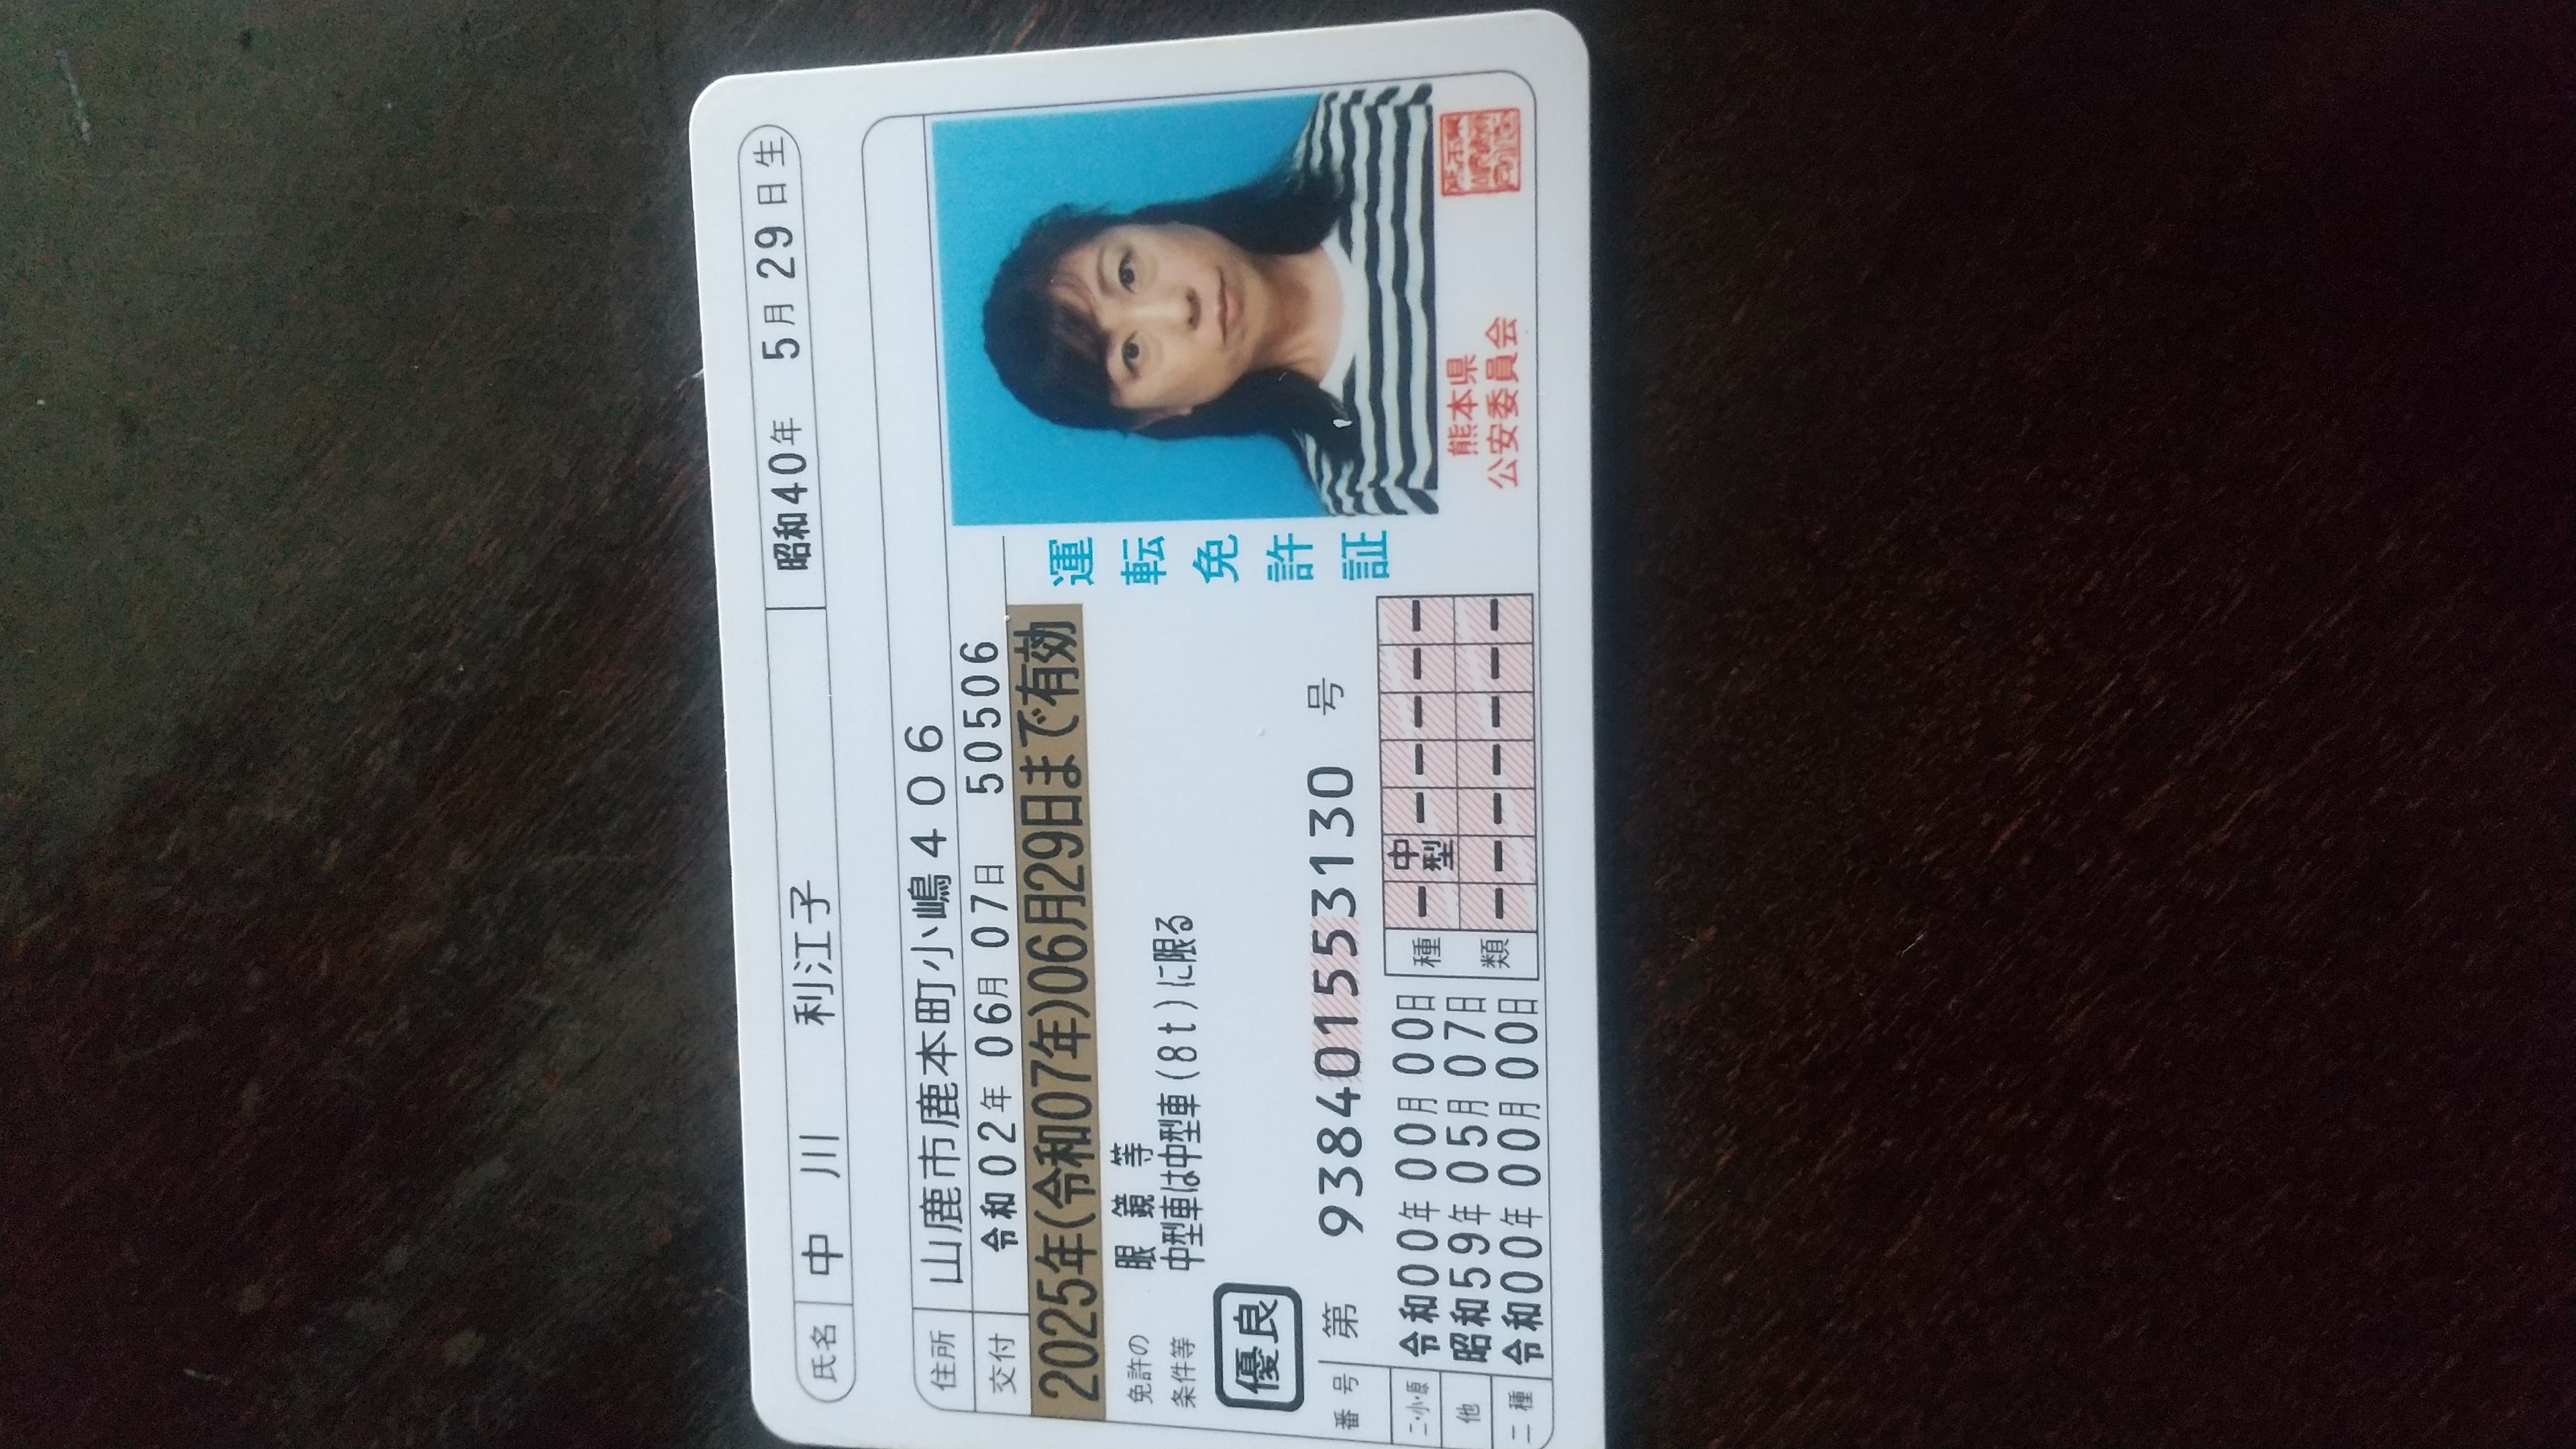 氏名 中川 利江子 昭和40年 5月29日生
住所 山鹿市鹿本町小嶋406
交付 令和02年06月07日 50506
2025年(令和07年)06月29日まで有効
免許の 眼鏡等
条件等 中型車は中型車(8t)に限る
優良
番号 第 938401553130 号
二・小・原 令和00年00月00日
他 昭和59年05月07日
二種 令和00年00月00日
種類 ー 中型 ー ー ー ー ー
ー ー ー ー ー ー ー
運転免許証
熊本県
公安委員会